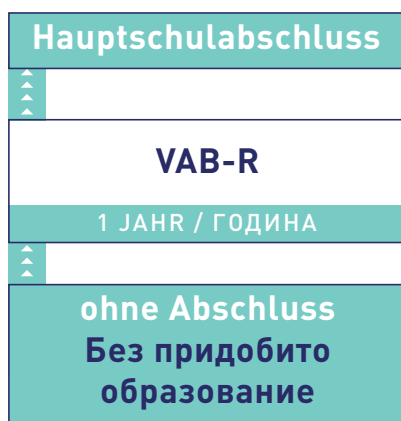 Hauptschulabschluss
VAB-R
1 JAHR / ГОДИНА
ohne Abschluss
Без придобито
образование